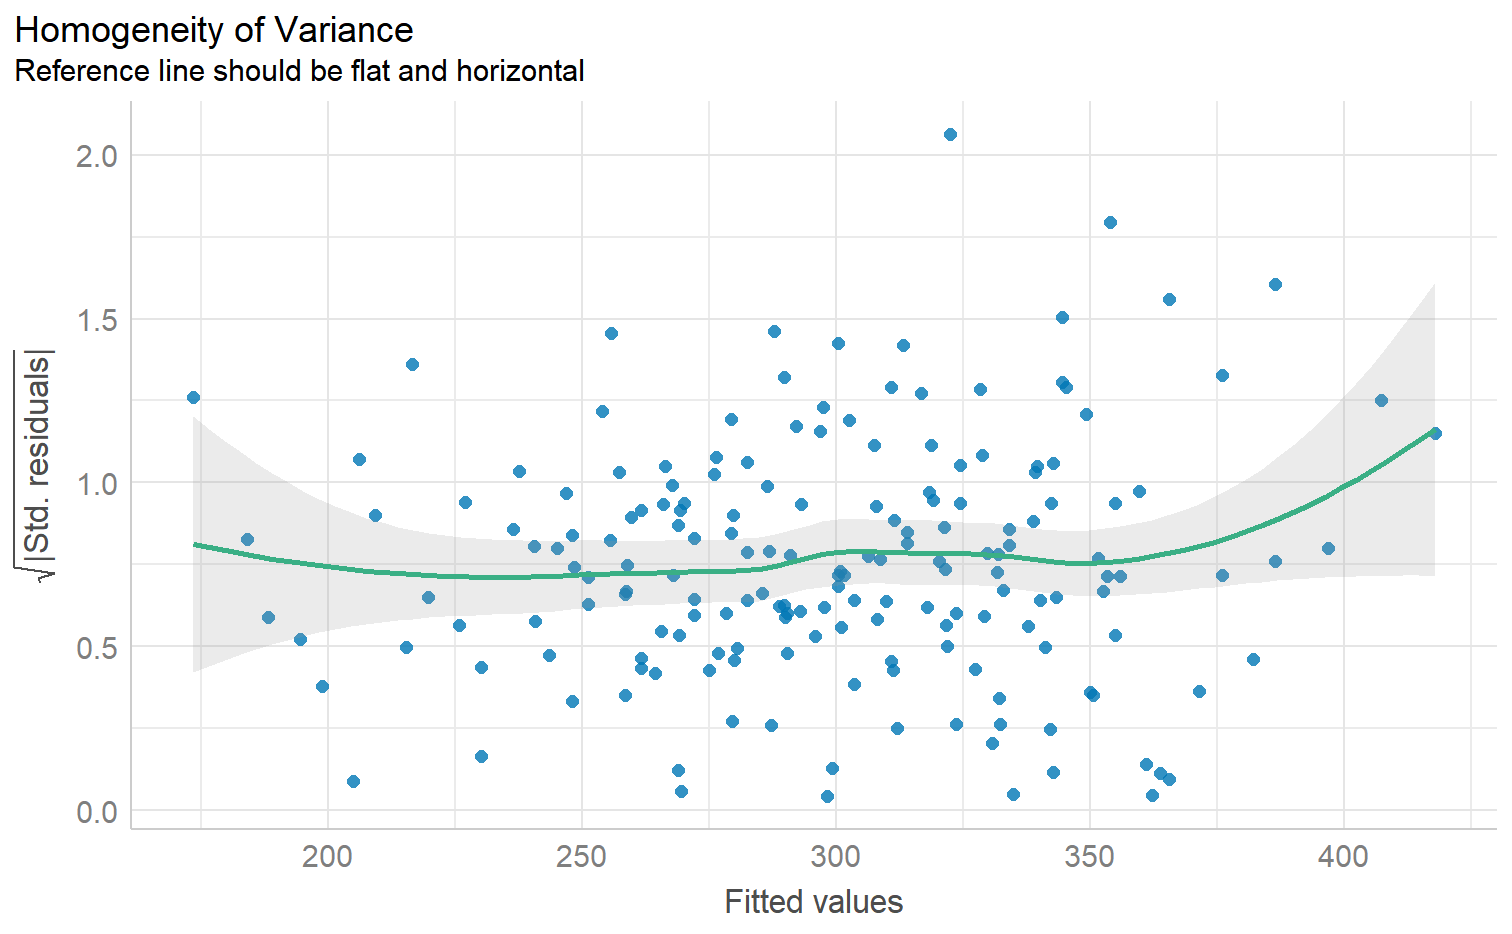 Homogeneity of Variance
Reference line should be flat and horizontal
√|Std. residuals|
2.0
1.5
1.0
0.5
0.0
200 250 300 350 400
Fitted values